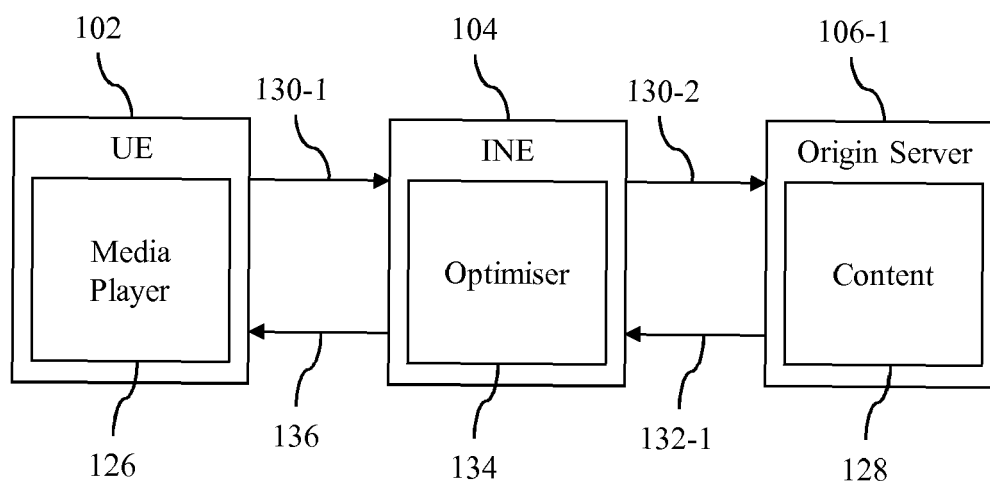 102
104
106-1
130-1
130-2
UE
INE
Origin Server
Media
Player
Optimiser
Content
136
132-1
126
134
128